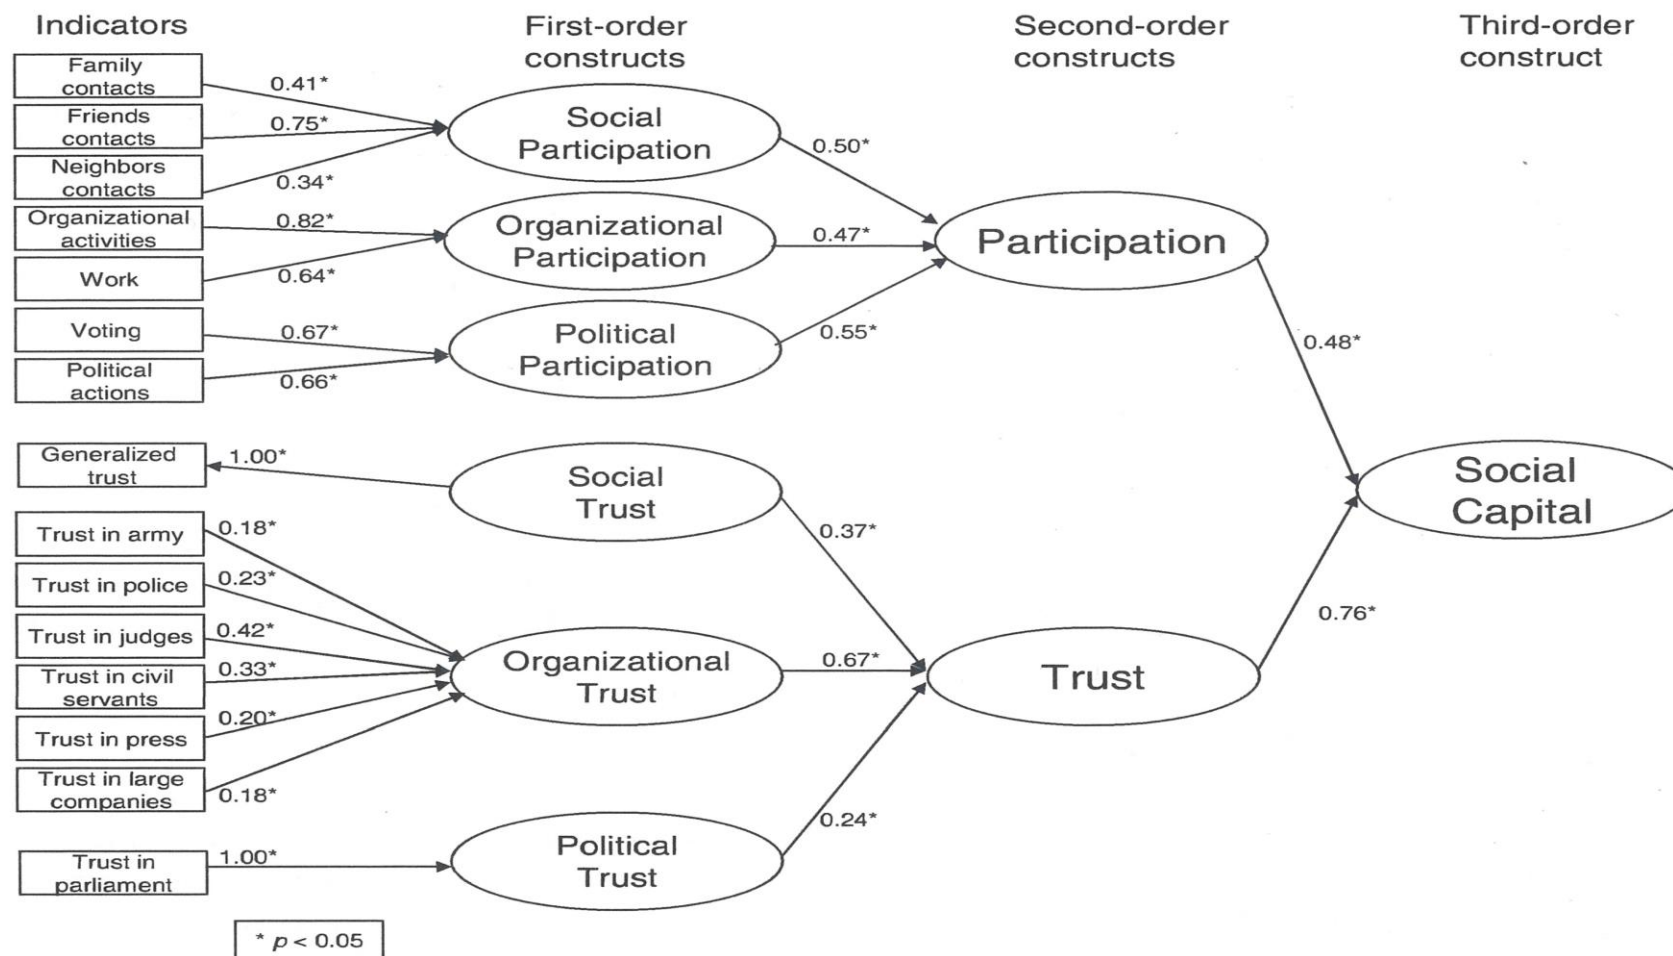 Indicators
First-order
constructs
Second-order
constructs
Third-order
construct
Family
contacts
0.41*
Friends
contacts
0.75*
Neighbors
contacts
0.34*
Social
Participation
0.50*
Organizational
activities
0.82*
Work
0.64*
Organizational
Participation
0.47*
Participation
Voting
0.67*
Political
actions
0.66*
Political
Participation
0.55*
0.48*
Generalized
trust
1.00*
Social
Trust
0.37*
Social
Capital
Trust in army
0.18*
Trust in police
0.23*
Trust in judges
0.42*
Trust in civil
servants
0.33*
Trust in press
0.20*
Trust in large
companies
0.18*
Organizational
Trust
0.67*
Trust
0.76*
Trust in
parliament
1.00*
Political
Trust
0.24*
* p < 0.05